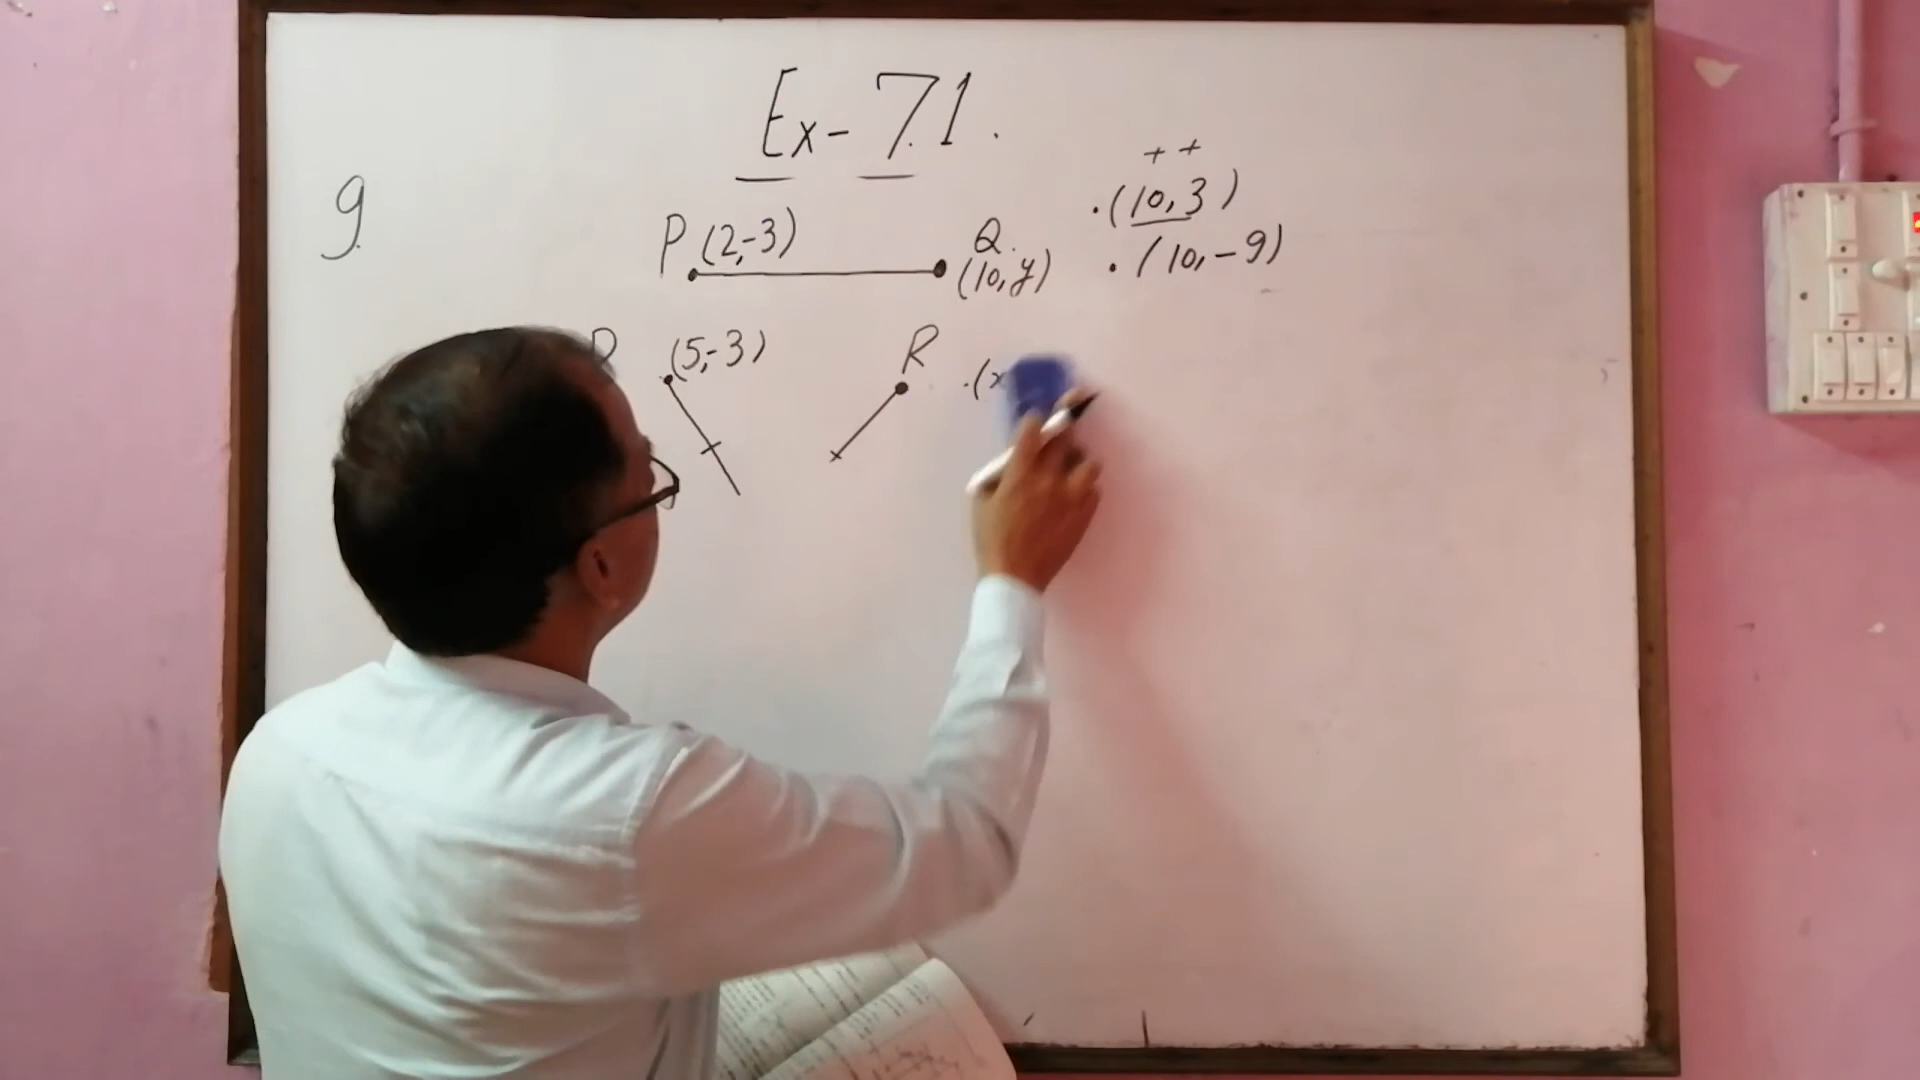 Ex- 7.1.
9
+ +
P (2,-3) Q. .(10,3)
(10,y) .(10,-9)
(5,-3) R .(x